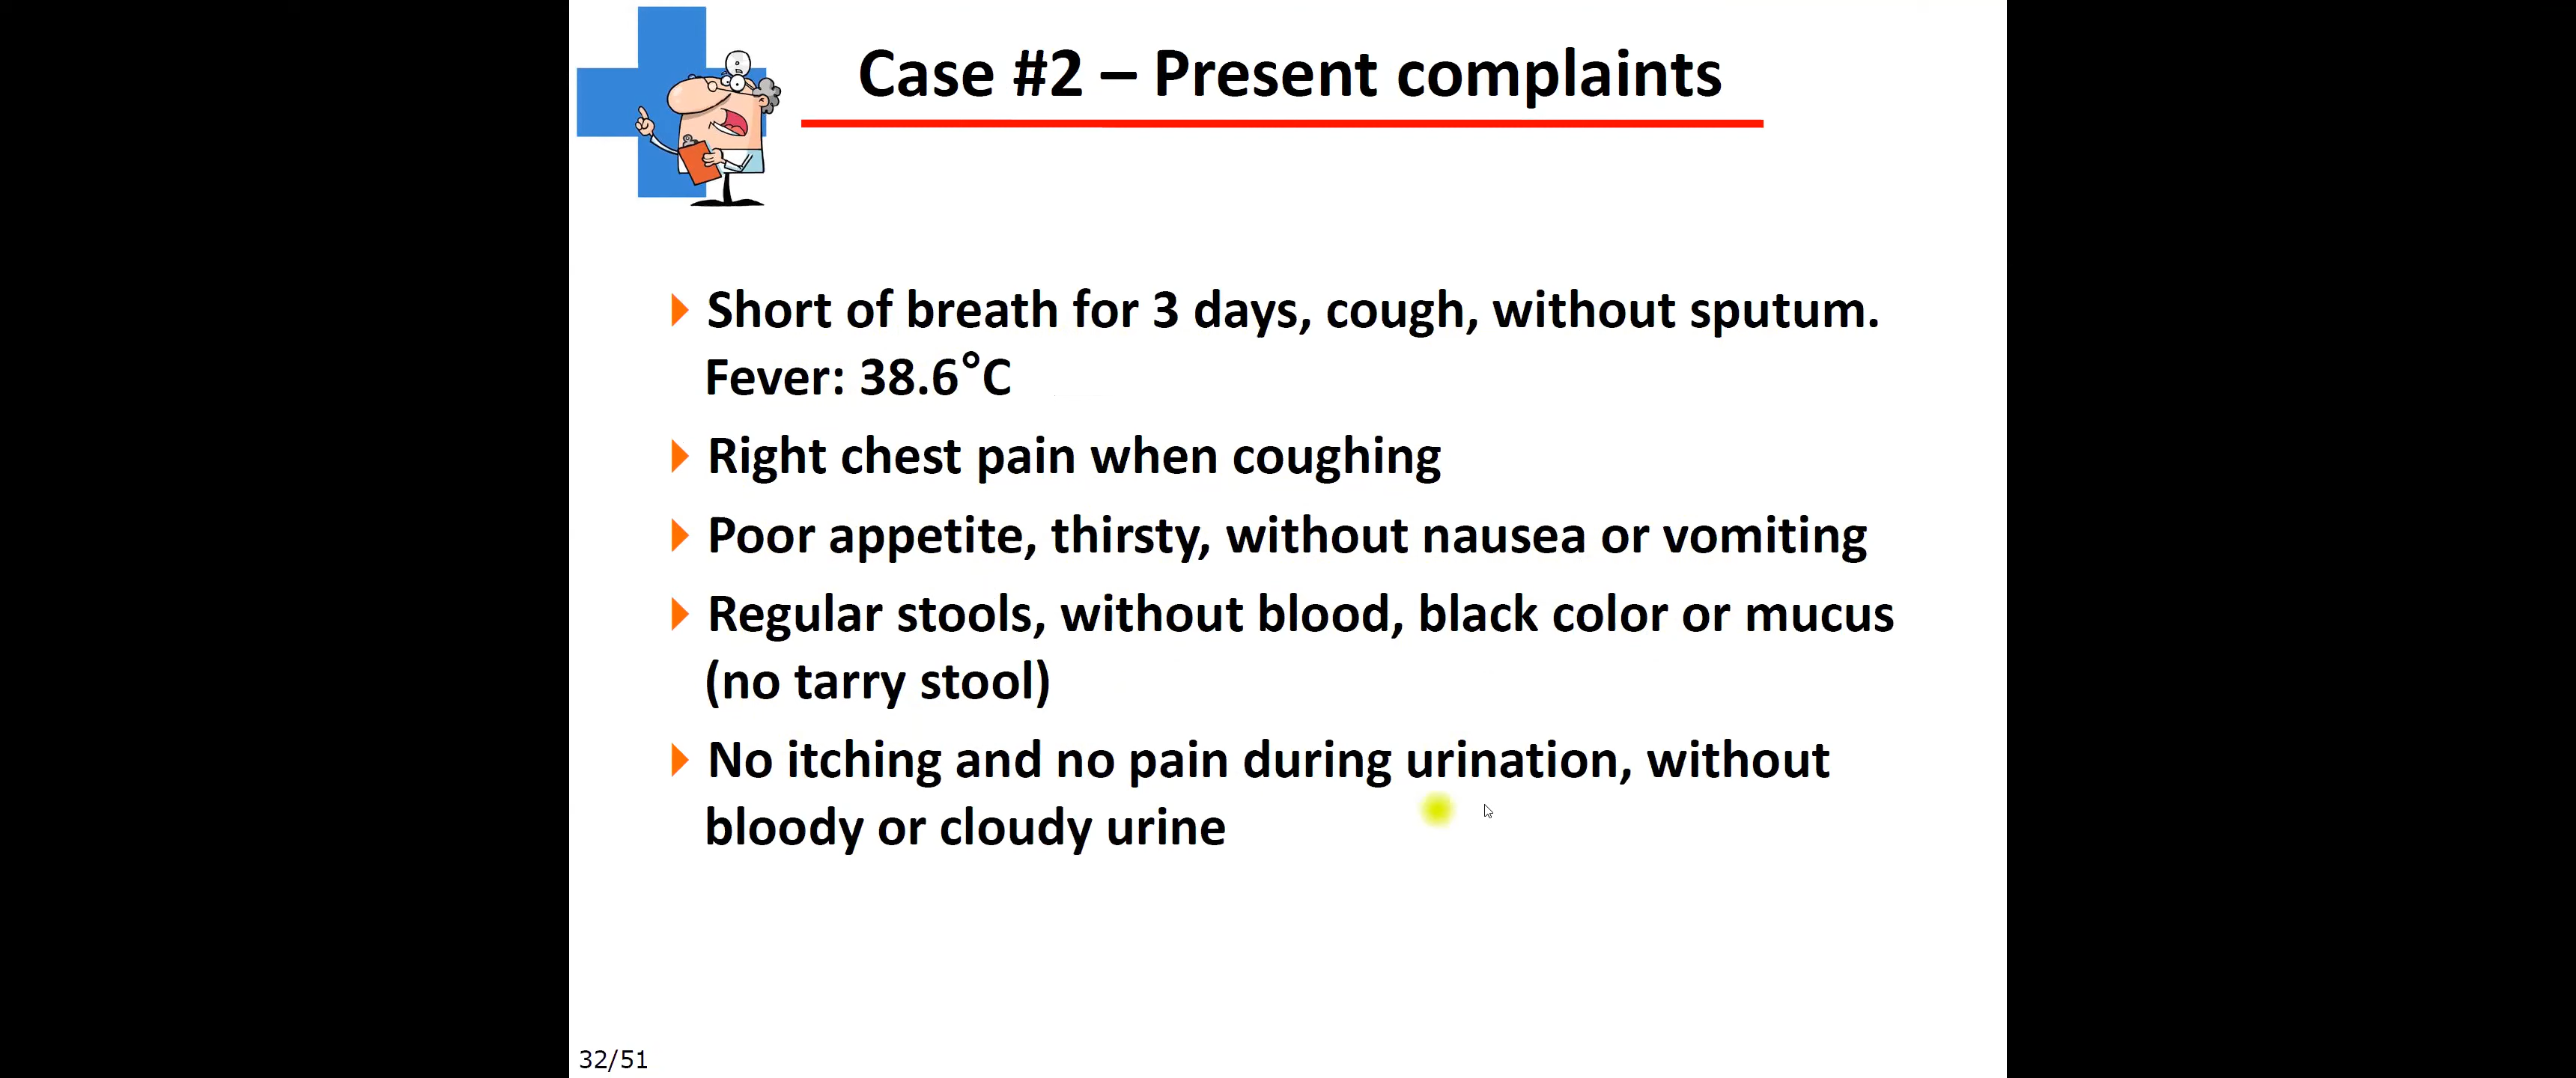 Case #2 – Present complaints
Short of breath for 3 days, cough, without sputum.
Fever: 38.6°C
Right chest pain when coughing
Poor appetite, thirsty, without nausea or vomiting
Regular stools, without blood, black color or mucus
(no tarry stool)
No itching and no pain during urination, without
bloody or cloudy urine
32/51